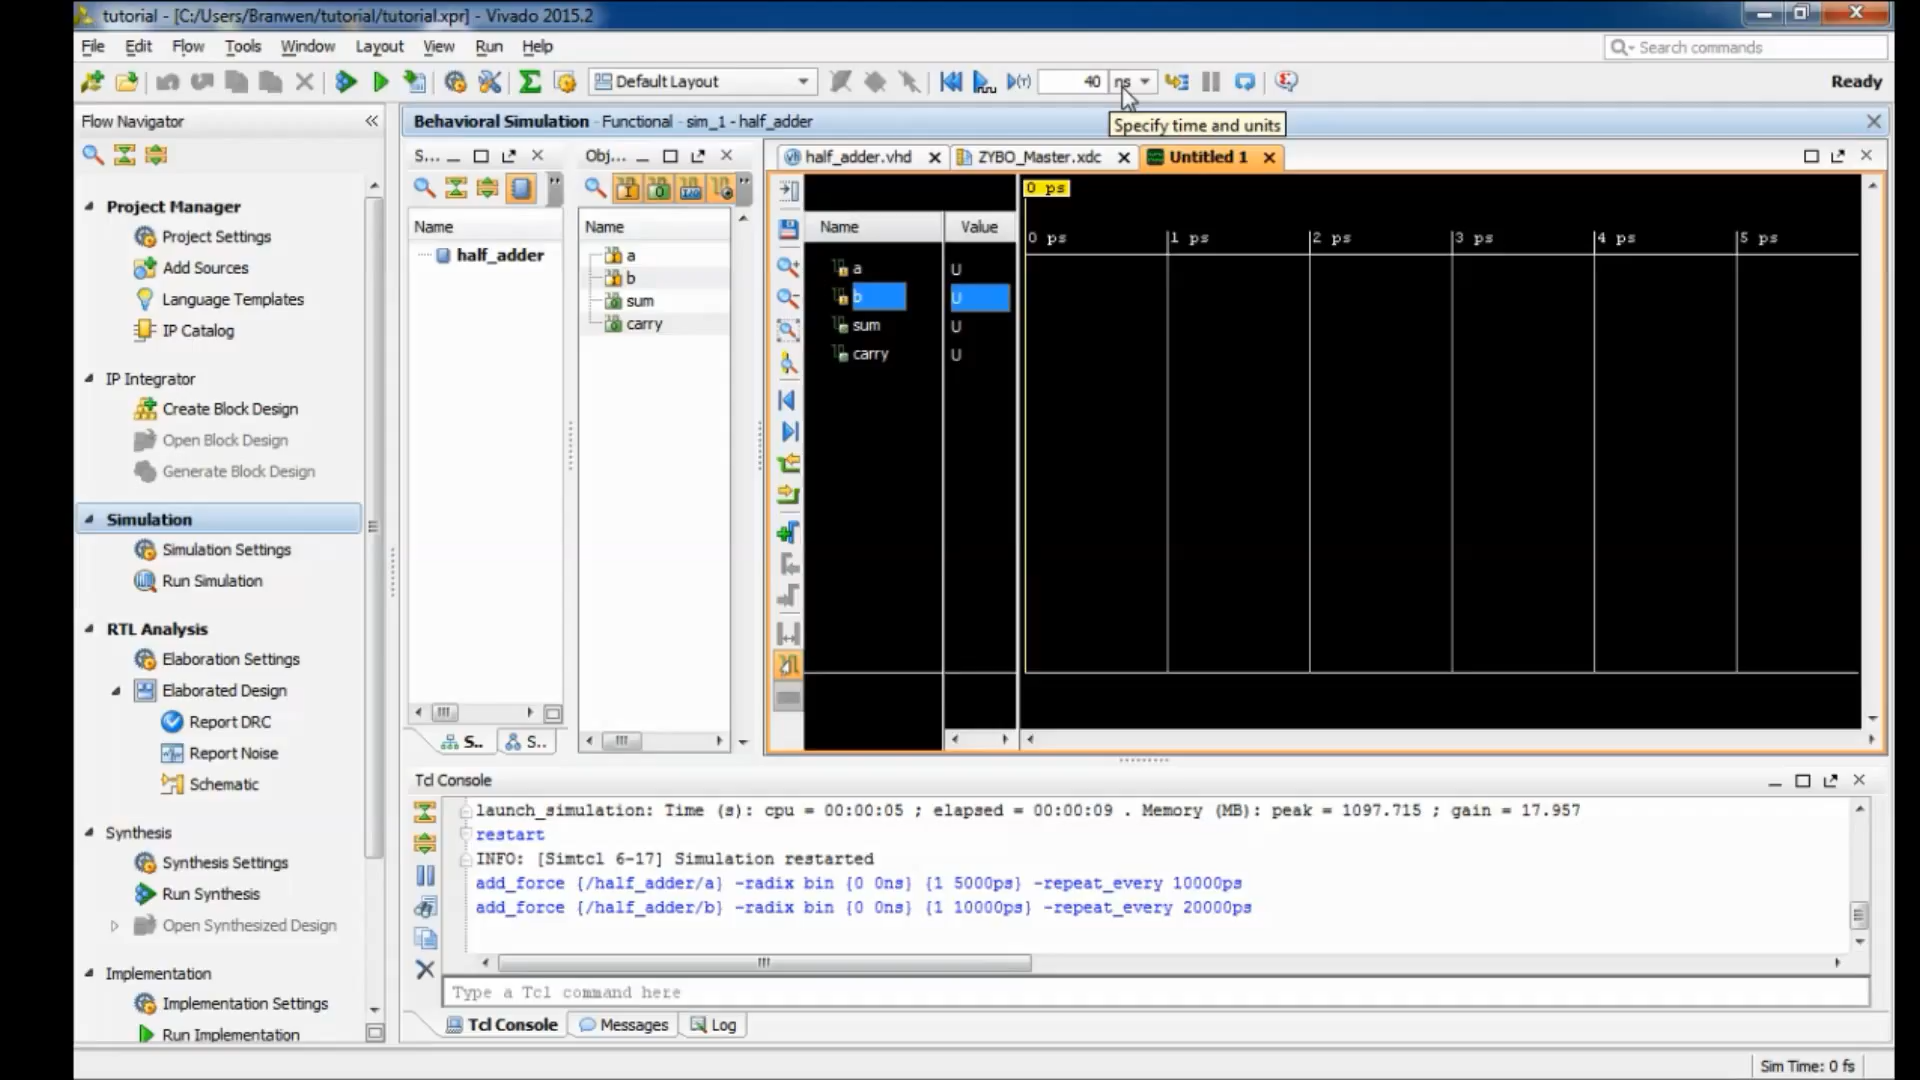 tutorial - [C:/Users/Branwen/tutorial/tutorial.xpr] - Vivado 2015.2
File Edit Flow Tools Window Layout View Run Help
Search commands
Default Layout
40 ns
Ready
Specify time and units
Flow Navigator
Project Manager
Project Settings
Add Sources
Language Templates
IP Catalog
IP Integrator
Create Block Design
Open Block Design
Generate Block Design
Simulation
Simulation Settings
Run Simulation
RTL Analysis
Elaboration Settings
Elaborated Design
Report DRC
Report Noise
Schematic
Synthesis
Synthesis Settings
Run Synthesis
Open Synthesized Design
Implementation
Implementation Settings
Run Implementation
Behavioral Simulation - Functional - sim_1 - half_adder
S...
Name
half_adder
S..
S..
Obj...
Name
a
b
sum
carry
half_adder.vhd
ZYBO_Master.xdc
Untitled 1
Name Value
a U
b U
sum U
carry U
0 ps
0 ps 1 ps 2 ps 3 ps 4 ps 5 ps
Tcl Console
launch_simulation: Time (s): cpu = 00:00:05 ; elapsed = 00:00:09 . Memory (MB): peak = 1097.715 ; gain = 17.957
restart
INFO: [Simtcl 6-17] Simulation restarted
add_force {/half_adder/a} -radix bin {0 0ns} {1 5000ps} -repeat_every 10000ps
add_force {/half_adder/b} -radix bin {0 0ns} {1 10000ps} -repeat_every 20000ps
Type a Tcl command here
Tcl Console Messages Log
Sim Time: 0 fs